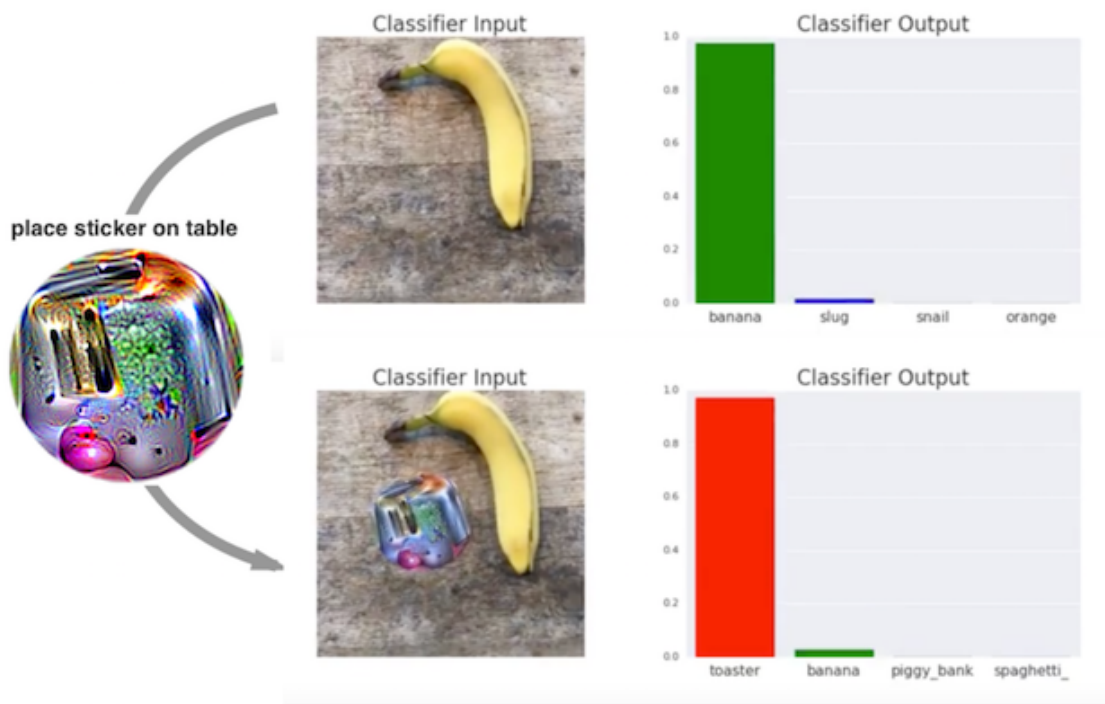 Classifier Input
Classifier Output
1.0
0.8
0.6
0.4
0.2
0.0
banana slug snail orange
place sticker on table
Classifier Input
Classifier Output
1.0
0.8
0.6
0.4
0.2
0.0
toaster banana piggy_bank spaghetti_